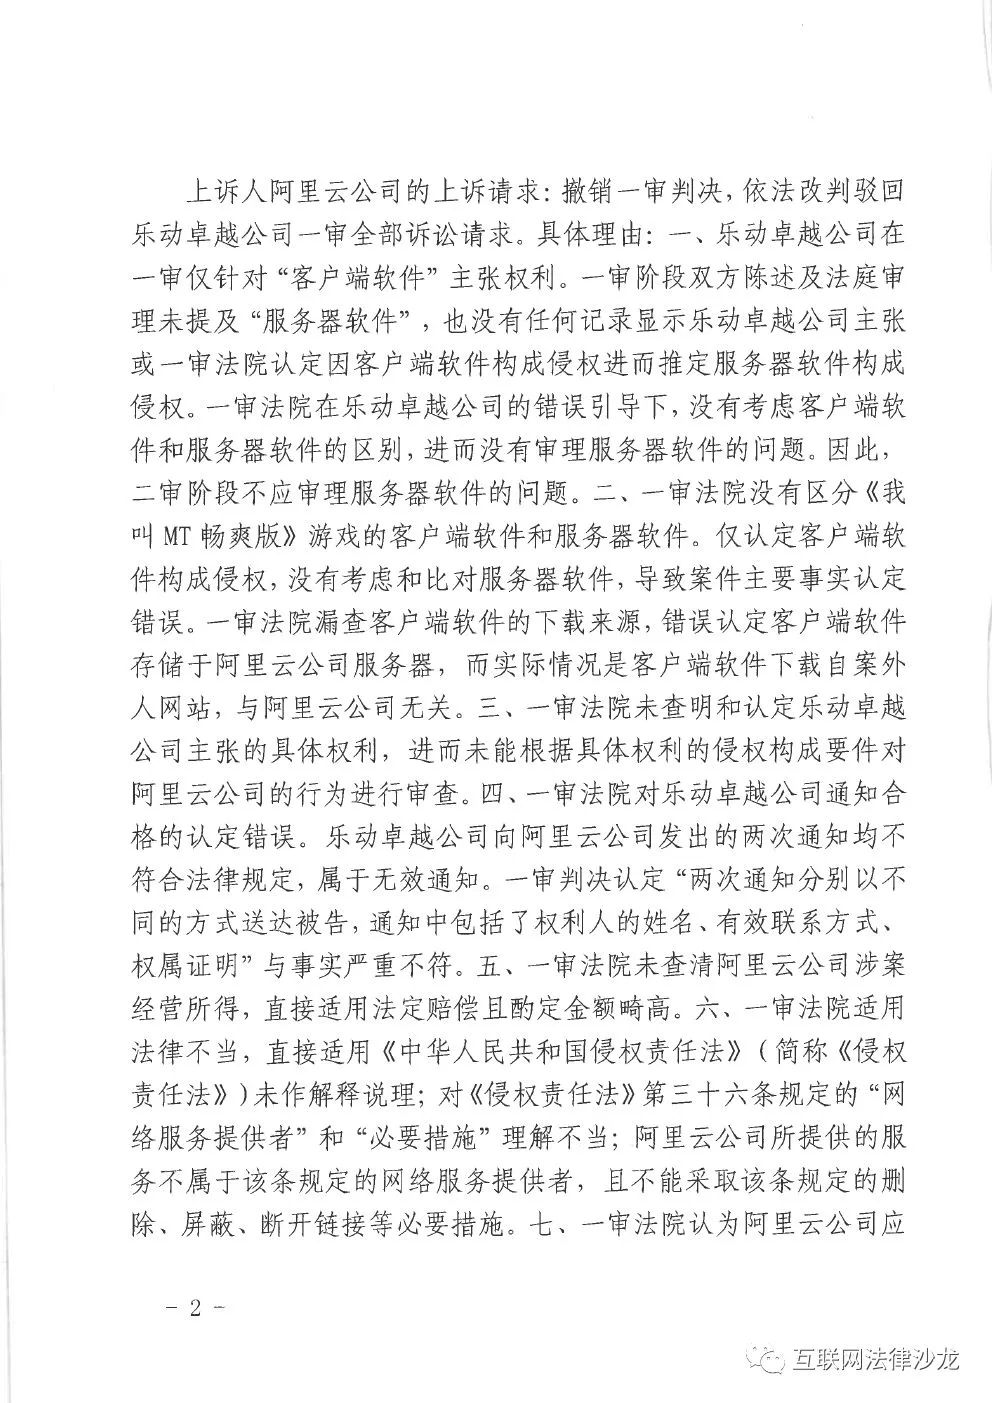 上诉人阿里云公司的上诉请求：撤销一审判决，依法改判驳回
乐动卓越公司一审全部诉讼请求。具体理由：一、乐动卓越公司在
一审仅针对“客户端软件”主张权利。一审阶段双方陈述及法庭审
理未提及“服务器软件”，也没有任何记录显示乐动卓越公司主张
或一审法院认定因客户端软件构成侵权进而推定服务器软件构成
侵权。一审法院在乐动卓越公司的错误引导下，没有考虑客户端软
件和服务器软件的区别，进而没有审理服务器软件的问题。因此，
二审阶段不应审理服务器软件的问题。二、一审法院没有区分《我
叫 MT 畅爽版》游戏的客户端软件和服务器软件。仅认定客户端软
件构成侵权，没有考虑和比对服务器软件，导致案件主要事实认定
错误。一审法院漏查客户端软件的下载来源，错误认定客户端软件
存储于阿里云公司服务器，而实际情况是客户端软件下载自案外
人网站，与阿里云公司无关。三、一审法院未查明和认定乐动卓越
公司主张的具体权利，进而未能根据具体权利的侵权构成要件对
阿里云公司的行为进行审查。四、一审法院对乐动卓越公司通知合
格的认定错误。乐动卓越公司向阿里云公司发出的两次通知均不
符合法律规定，属于无效通知。一审判决认定“两次通知分别以不
同的方式送达被告，通知中包括了权利人的姓名、有效联系方式、
权属证明”与事实严重不符。五、一审法院未查清阿里云公司涉案
经营所得，直接适用法定赔偿且酌定金额畸高。六、一审法院适用
法律不当，直接适用《中华人民共和国侵权责任法》（简称《侵权
责任法》）未作解释说理；对《侵权责任法》第三十六条规定的“网
络服务提供者”和“必要措施”理解不当；阿里云公司所提供的服
务不属于该条规定的网络服务提供者，且不能采取该条规定的删
除、屏蔽、断开链接等必要措施。七、一审法院认为阿里云公司应
- 2 -
互联网法律沙龙